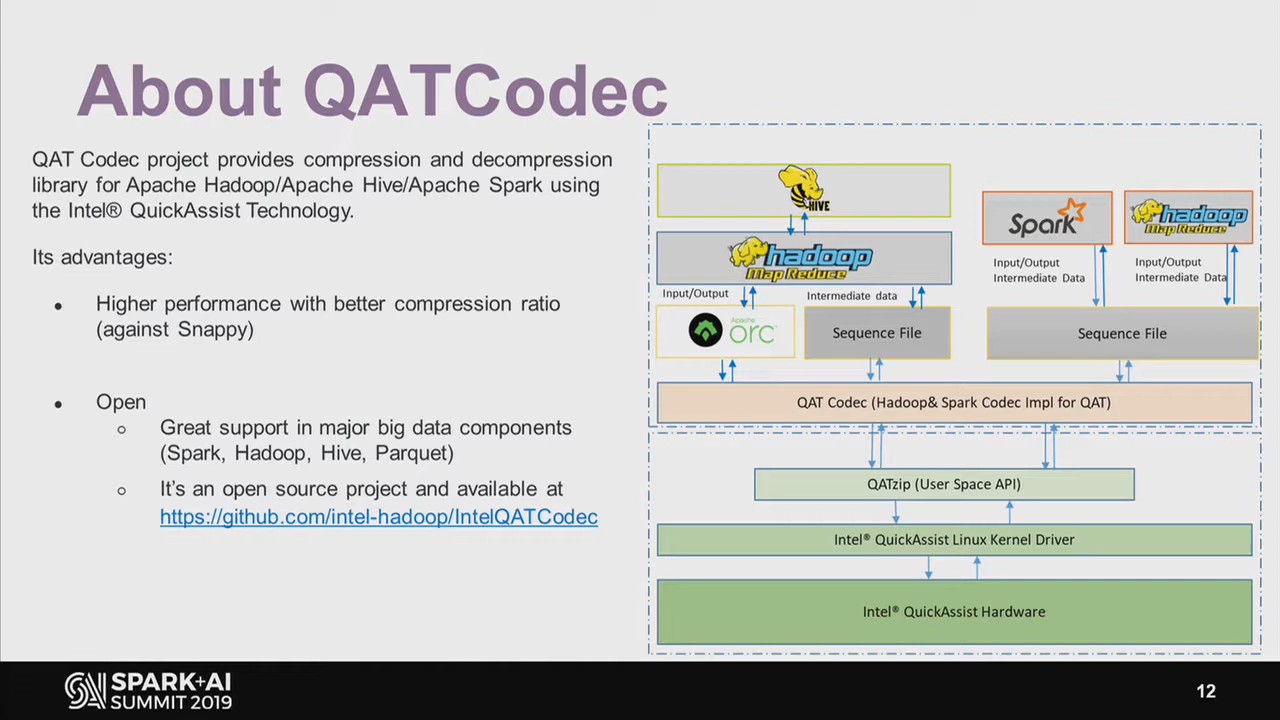 About QATCodec
QAT Codec project provides compression and decompression
library for Apache Hadoop/Apache Hive/Apache Spark using
the Intel® QuickAssist Technology.
Its advantages:
• Higher performance with better compression ratio
(against Snappy)
• Open
○ Great support in major big data components
(Spark, Hadoop, Hive, Parquet)
○ It's an open source project and available at
https://github.com/intel-hadoop/IntelQATCodec
HIVE
hadoop
Map Reduce
Input/Output
Intermediate data
Apache
orc
Sequence File
Spark
hadoop
Map Reduce
Input/Output
Intermediate Data
Input/Output
Intermediate Data
Sequence File
QAT Codec (Hadoop& Spark Codec Impl for QAT)
QATzip (User Space API)
Intel® QuickAssist Linux Kernel Driver
Intel® QuickAssist Hardware
SPARK+AI
SUMMIT 2019
12